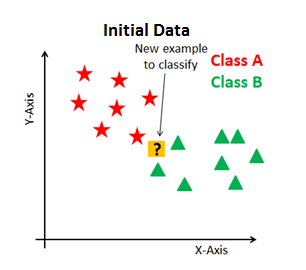 Initial Data
New example
to classify
Class A
Class B
Y-Axis
?
X-Axis